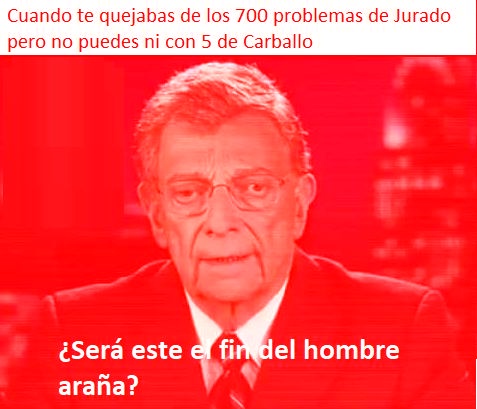 Cuando te quejabas de los 700 problemas de Jurado
pero no puedes ni con 5 de Carballo
¿Será este el fin del hombre
araña?